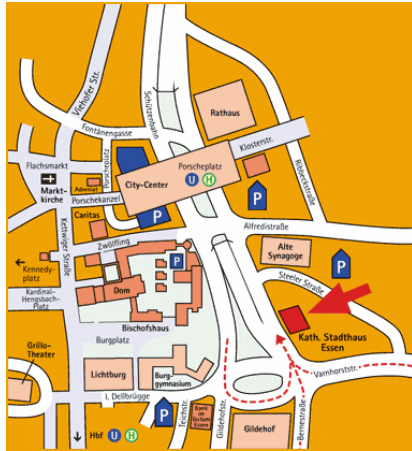 Viehofer Str.
Schützenbahn
Rathaus
Fontänengasse
Klosterstr.
Ribbeckstraße
Flachsmarkt
Porscheplatz
Porscheplatz
City-Center
U H
Markt-
kirche
Adveniat
Porschekanzel
P
P
P
Caritas
Alfredistraße
Kettwiger Straße
Zwölfling
Alte
Synagoge
P
P
Steeler Straße
Kennedy-
platz
Kardinal-
Hengsbach-
Platz
Dom
Bischofshaus
Kath. Stadthaus
Essen
Burgplatz
Grillo-
Theater
Lichtburg
Burg-
gymnasium
Varnhorststr.
I. Dellbrügge
P
Teichstr.
Bank
im Bistum
Essen
Gildehofstr.
Gildehof
Bernestraße
Hbf U H